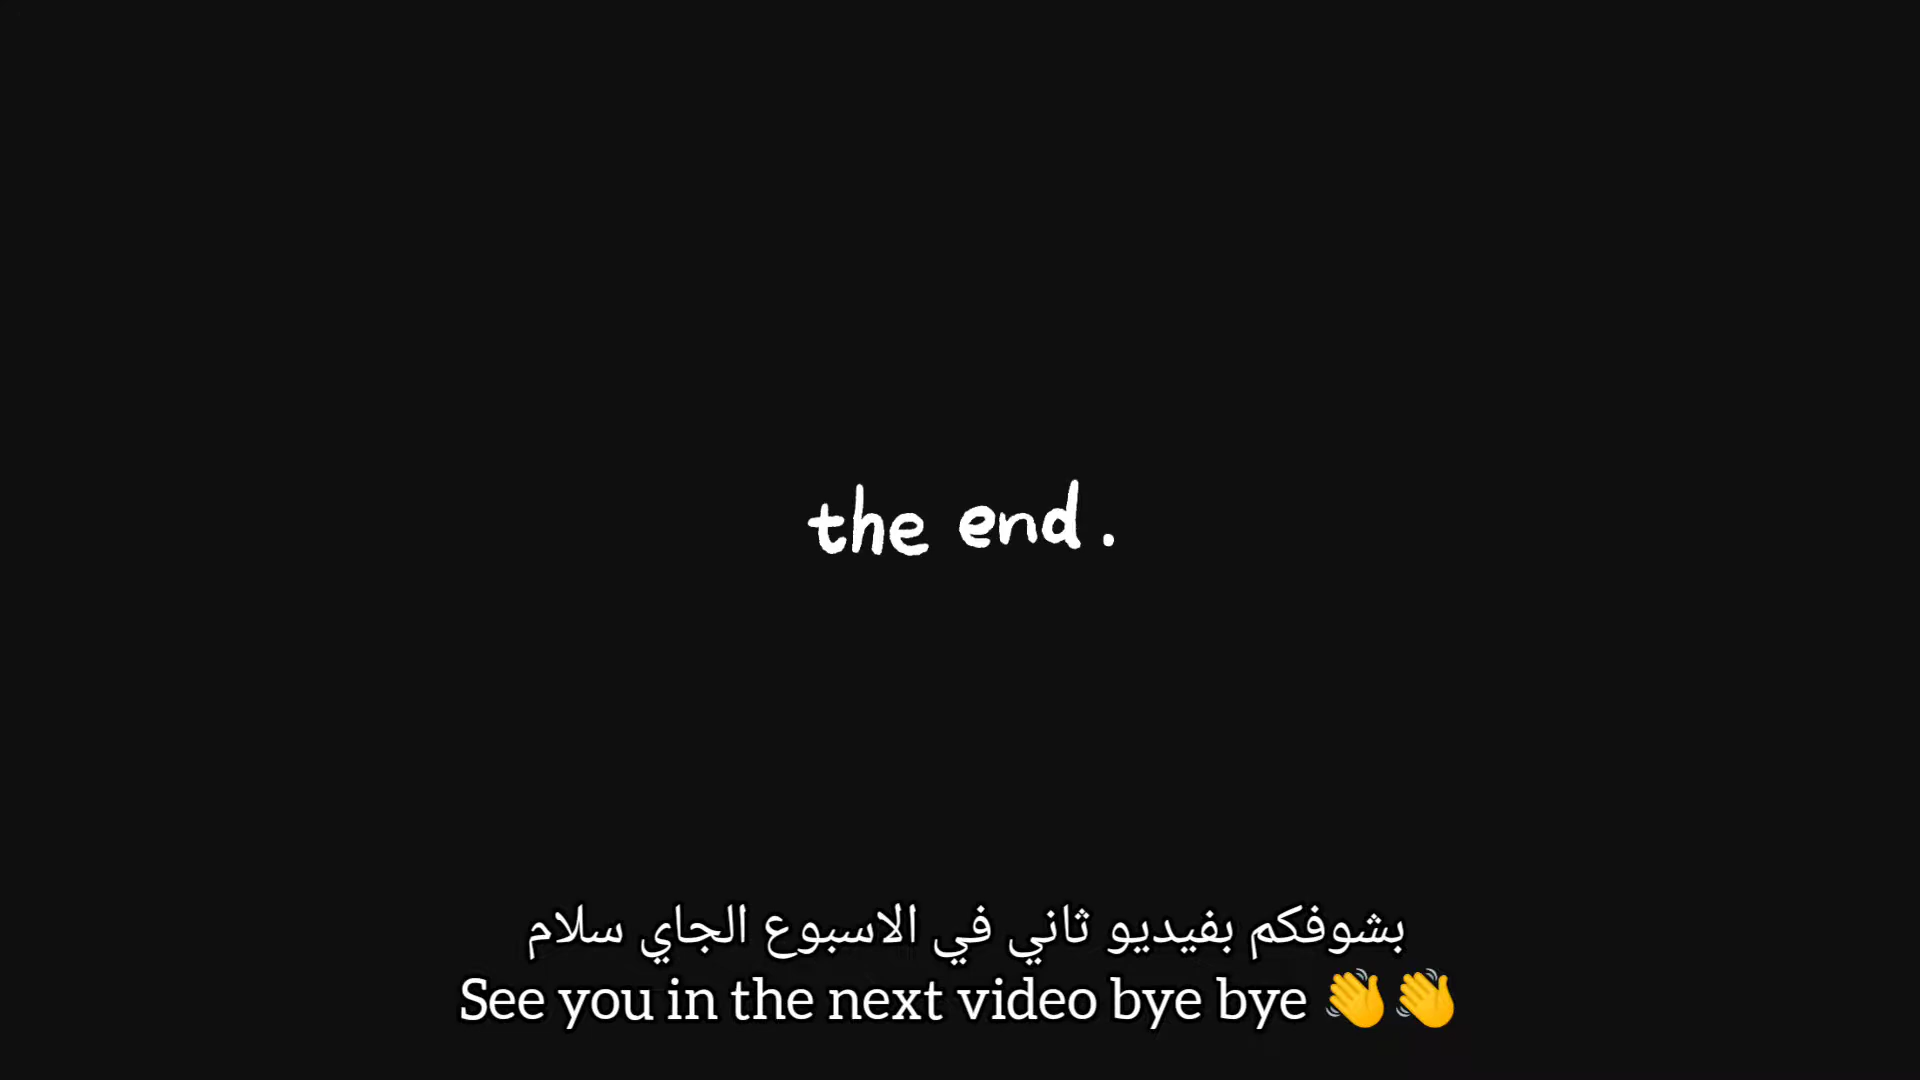 the end.
بشوفكم بفيديو ثاني في الاسبوع الجاي سلام
See you in the next video bye bye 👋👋